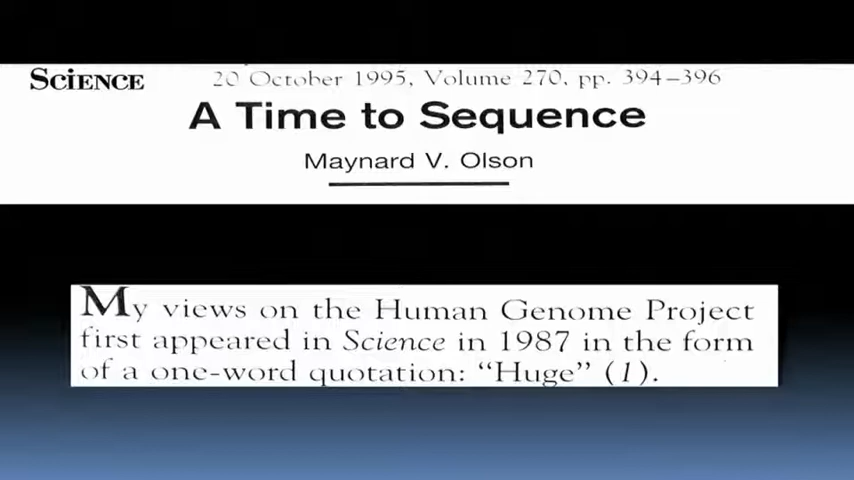 SCIENCE 20 October 1995, Volume 270, pp. 394–396
A Time to Sequence
Maynard V. Olson
My views on the Human Genome Project
first appeared in Science in 1987 in the form
of a one-word quotation: “Huge” (1).